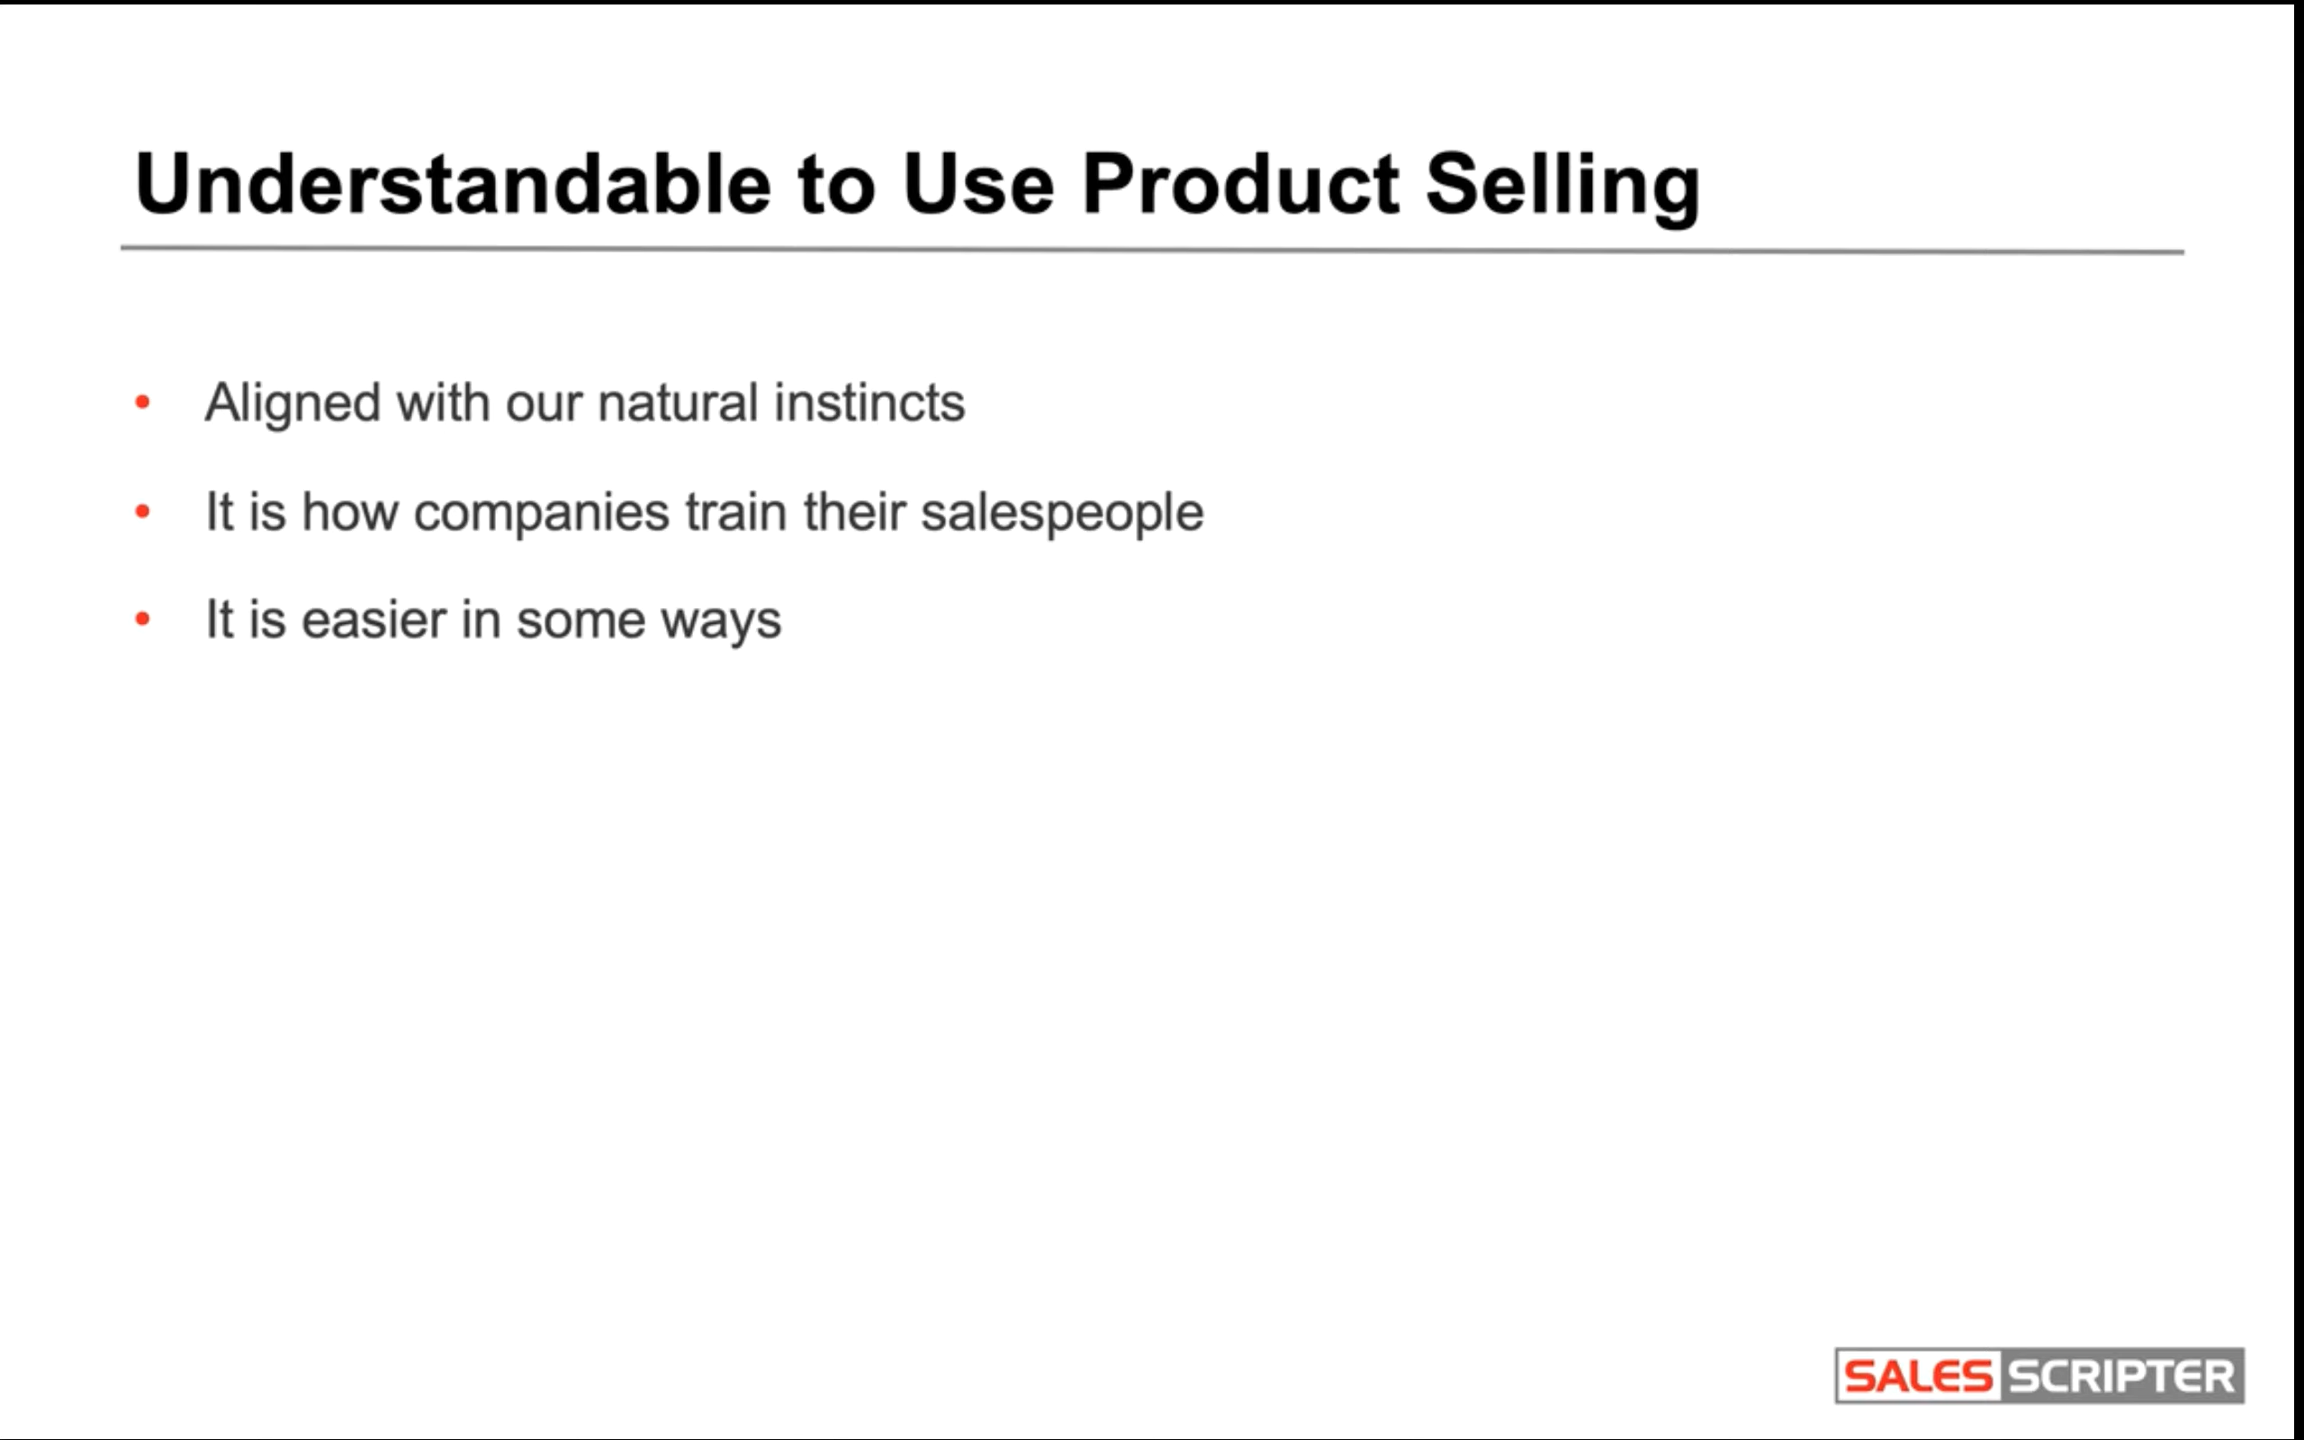 Understandable to Use Product Selling
• Aligned with our natural instincts
• It is how companies train their salespeople
• It is easier in some ways
SALES SCRIPTER